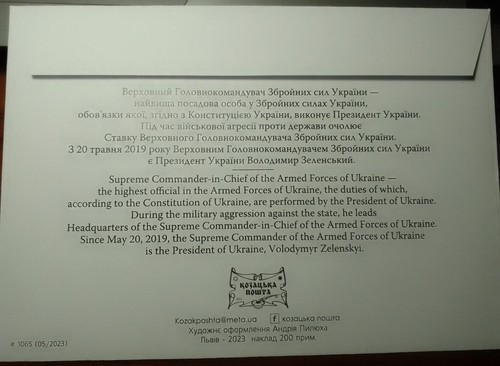 Верховний Головнокомандувач Збройних сил України —
найвища посадова особа у Збройних силах України,
обов'язки якої, згідно з Конституцією України, виконує Президент України.
Під час військової агресії проти держави очолює
Ставку Верховного Головнокомандувача Збройних сил України.
З 20 травня 2019 року Верховним Головнокомандувачем Збройних сил України
є Президент України Володимир Зеленський.
Supreme Commander-in-Chief of the Armed Forces of Ukraine —
the highest official in the Armed Forces of Ukraine, the duties of which,
according to the Constitution of Ukraine, are performed by the President of Ukraine.
During the military aggression against the state, he leads
Headquarters of the Supreme Commander-in-Chief of the Armed Forces of Ukraine.
Since May 20, 2019, the Supreme Commander of the Armed Forces of Ukraine
is the President of Ukraine, Volodymyr Zelenskyi.
КОЗАЦЬКА
ПОШТА
Kozakposhta@meta.ua f козацька пошта
Художнє оформлення Андрія Пилюха
Львів - 2023 наклад 200 прим.
№ 1065 (05/2023)